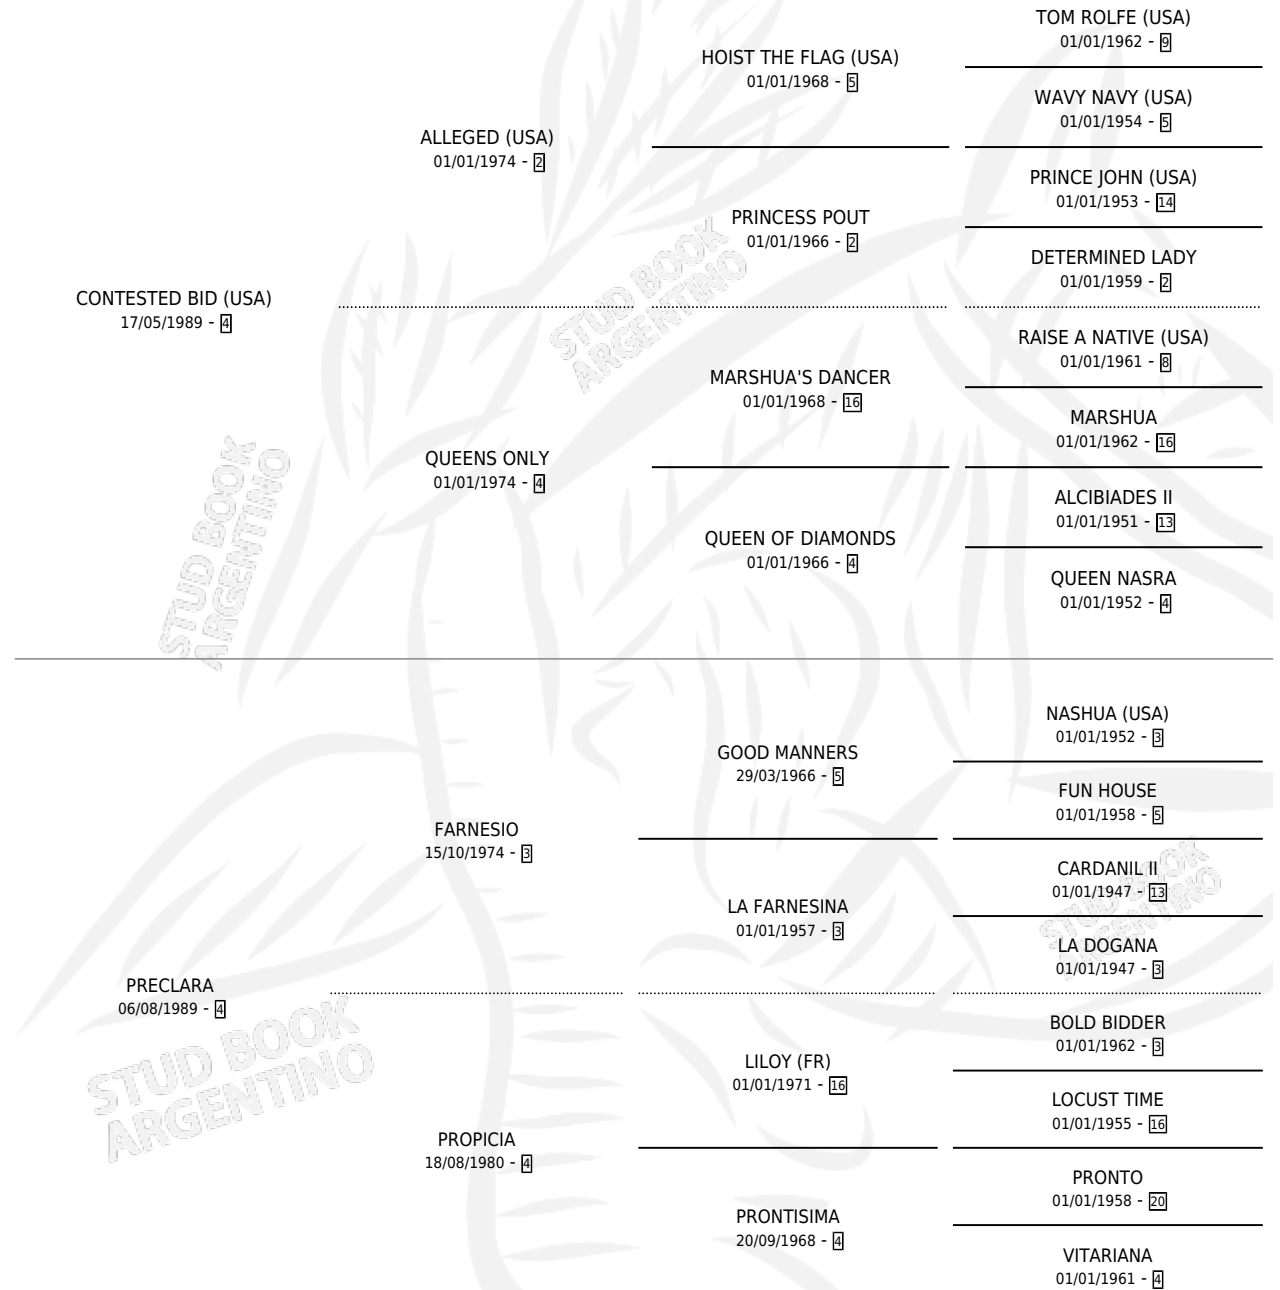 TOM ROLFE (USA)
01/01/1962 - 9
HOIST THE FLAG (USA)
01/01/1968 - 5
WAVY NAVY (USA)
01/01/1954 - 5
ALLEGED (USA)
01/01/1974 - 2
PRINCE JOHN (USA)
01/01/1953 - 14
PRINCESS POUT
01/01/1966 - 2
DETERMINED LADY
01/01/1959 - 2
CONTESTED BID (USA)
17/05/1989 - 4
STUD BOOK
ARGENTINO
RAISE A NATIVE (USA)
01/01/1961 - 8
MARSHUA'S DANCER
01/01/1968 - 16
MARSHUA
01/01/1962 - 16
QUEENS ONLY
01/01/1974 - 4
ALCIBIADES II
01/01/1951 - 13
QUEEN OF DIAMONDS
01/01/1966 - 4
QUEEN NASRA
01/01/1952 - 4
STUD BOOK
ARGENTINO
NASHUA (USA)
01/01/1952 - 3
GOOD MANNERS
29/03/1966 - 5
FUN HOUSE
01/01/1958 - 5
FARNESIO
15/10/1974 - 3
CARDANIL II
01/01/1947 - 13
STUD BOOK
ARGENTINO
LA FARNESINA
01/01/1957 - 3
LA DOGANA
01/01/1947 - 3
PRECLARA
06/08/1989 - 4
STUD BOOK
ARGENTINO
BOLD BIDDER
01/01/1962 - 3
LILOY (FR)
01/01/1971 - 16
LOCUST TIME
01/01/1955 - 16
PROPICIA
18/08/1980 - 4
PRONTO
01/01/1958 - 20
PRONTISIMA
20/09/1968 - 4
VITARIANA
01/01/1961 - 4